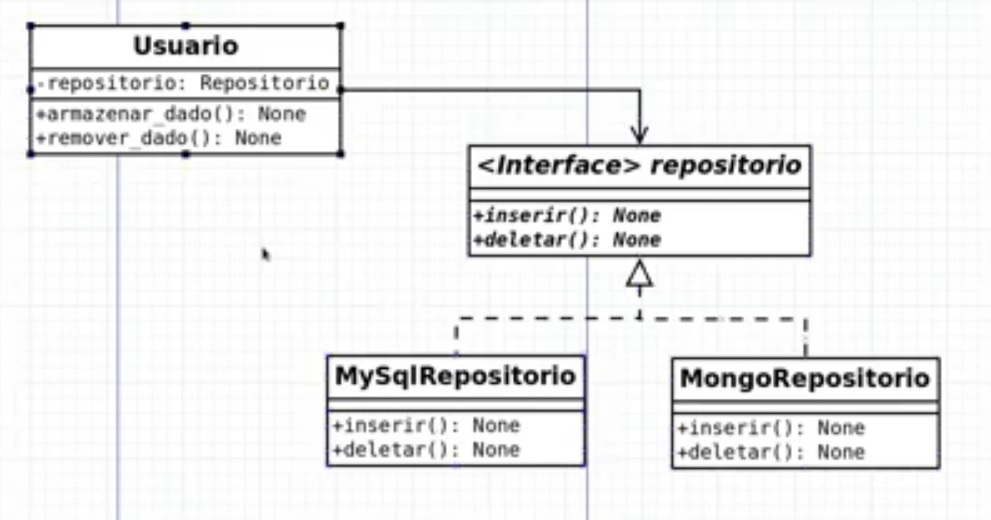 Usuario
-repositorio: Repositorio
+armazenar_dado(): None
+remover_dado(): None
<Interface> repositorio
+inserir(): None
+deletar(): None
MySqlRepositorio
+inserir(): None
+deletar(): None
MongoRepositorio
+inserir(): None
+deletar(): None